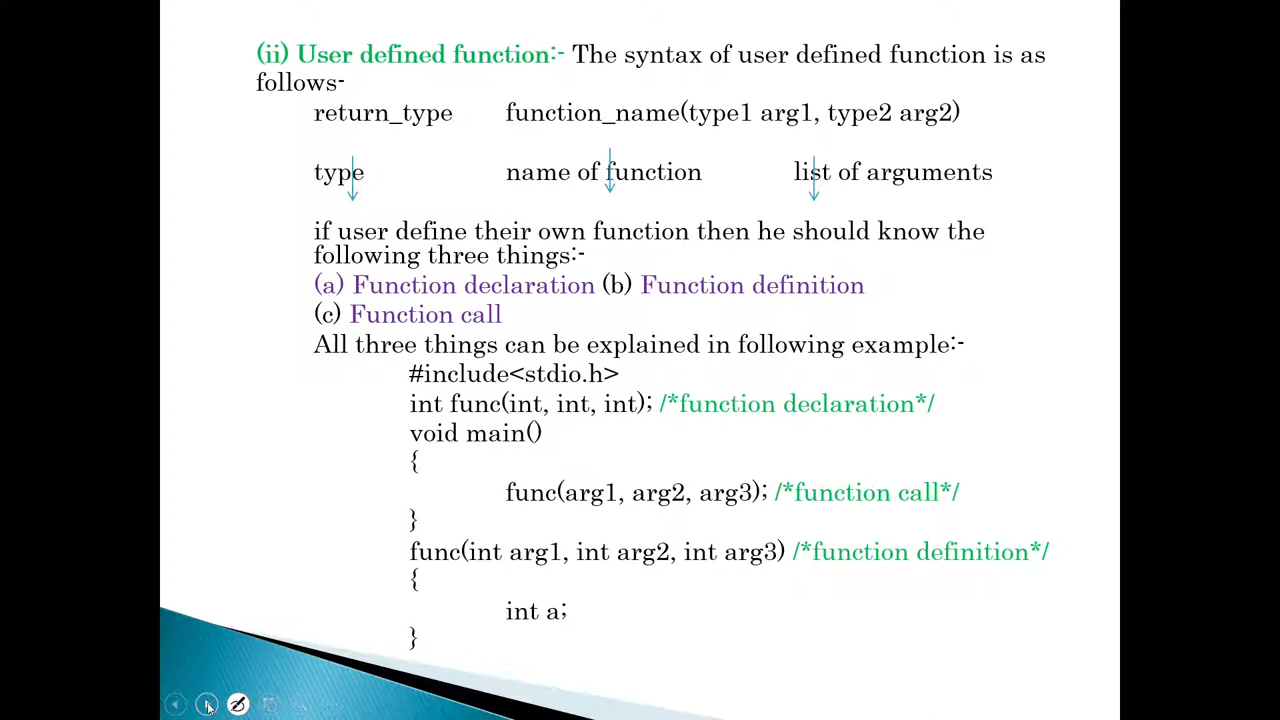 (ii) User defined function:- The syntax of user defined function is as
follows-
return_type function_name(type1 arg1, type2 arg2)
type name of function list of arguments
if user define their own function then he should know the
following three things:-
(a) Function declaration (b) Function definition
(c) Function call
All three things can be explained in following example:-
#include<stdio.h>
int func(int, int, int); /*function declaration*/
void main()
{
func(arg1, arg2, arg3); /*function call*/
}
func(int arg1, int arg2, int arg3) /*function definition*/
{
int a;
}